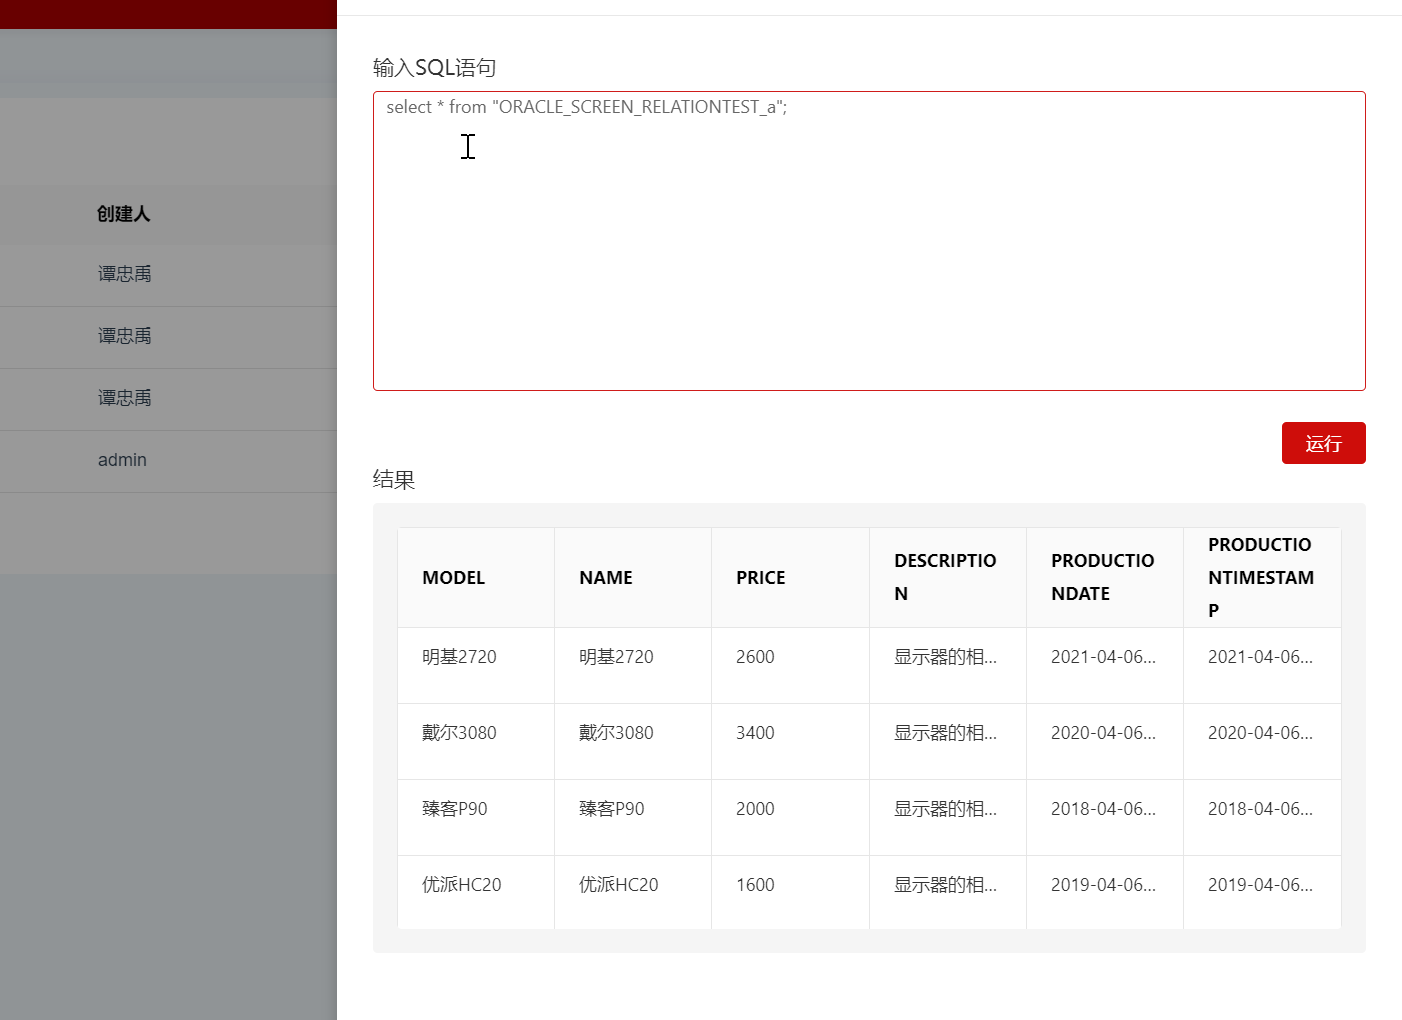 创建人
谭忠禹
谭忠禹
谭忠禹
admin
输入SQL语句
select * from "ORACLE_SCREEN_RELATIONTEST_a";
运行
结果
MODEL NAME PRICE DESCRIPTIO
N PRODUCTIO
NDATE PRODUCTIO
NTIMESTAM
P
明基2720 明基2720 2600 显示器的相... 2021-04-06... 2021-04-06...
戴尔3080 戴尔3080 3400 显示器的相... 2020-04-06... 2020-04-06...
臻客P90 臻客P90 2000 显示器的相... 2018-04-06... 2018-04-06...
优派HC20 优派HC20 1600 显示器的相... 2019-04-06... 2019-04-06...